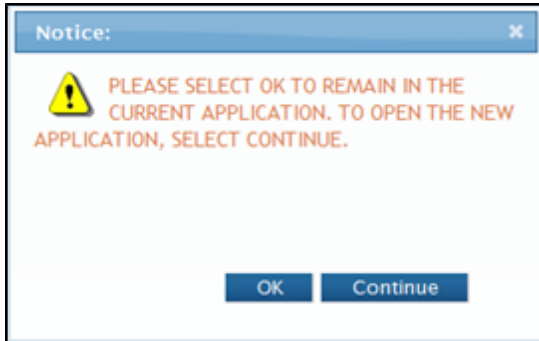 Notice:
PLEASE SELECT OK TO REMAIN IN THE
CURRENT APPLICATION. TO OPEN THE NEW
APPLICATION, SELECT CONTINUE.
OK Continue